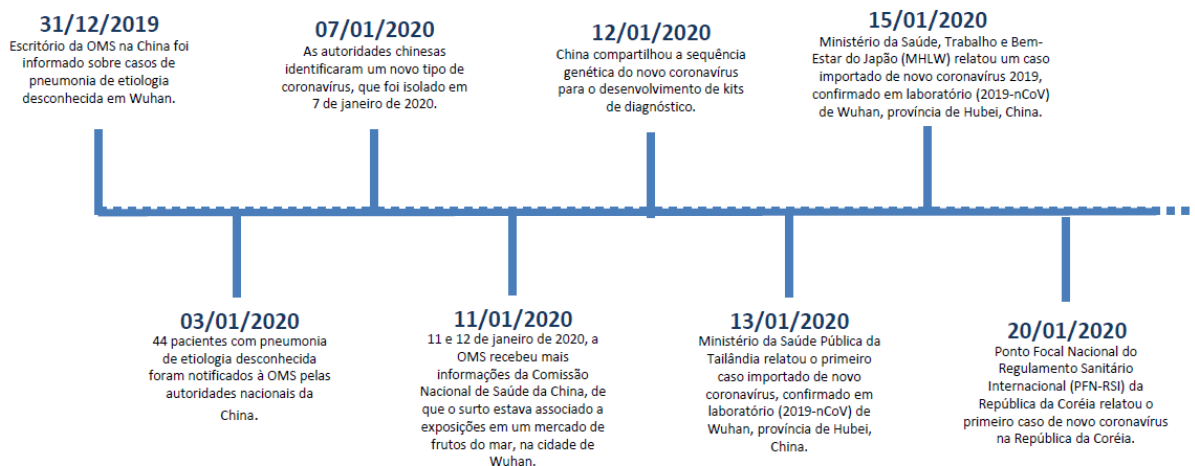 31/12/2019
Escritório da OMS na China foi
informado sobre casos de
pneumonia de etiologia
desconhecida em Wuhan.
07/01/2020
As autoridades chinesas
identificaram um novo tipo de
coronavírus, que foi isolado em
7 de janeiro de 2020.
12/01/2020
China compartilhou a sequência
genética do novo coronavírus
para o desenvolvimento de kits
de diagnóstico.
15/01/2020
Ministério da Saúde, Trabalho e Bem-
Estar do Japão (MHLW) relatou um caso
importado de novo coronavírus 2019,
confirmado em laboratório (2019-nCoV)
de Wuhan, província de Hubei, China.
03/01/2020
44 pacientes com pneumonia
de etiologia desconhecida
foram notificados à OMS pelas
autoridades nacionais da
China.
11/01/2020
11 e 12 de janeiro de 2020, a
OMS recebeu mais
informações da Comissão
Nacional de Saúde da China, de
que o surto estava associado a
exposições em um mercado de
frutos do mar, na cidade de
Wuhan.
13/01/2020
Ministério da Saúde Pública da
Tailândia relatou o primeiro
caso importado de novo
coronavírus, confirmado em
laboratório (2019-nCoV) de
Wuhan, província de Hubei,
China.
20/01/2020
Ponto Focal Nacional do
Regulamento Sanitário
Internacional (PFN-RSI) da
República da Coréia relatou o
primeiro caso de novo coronavírus
na República da Coréia.